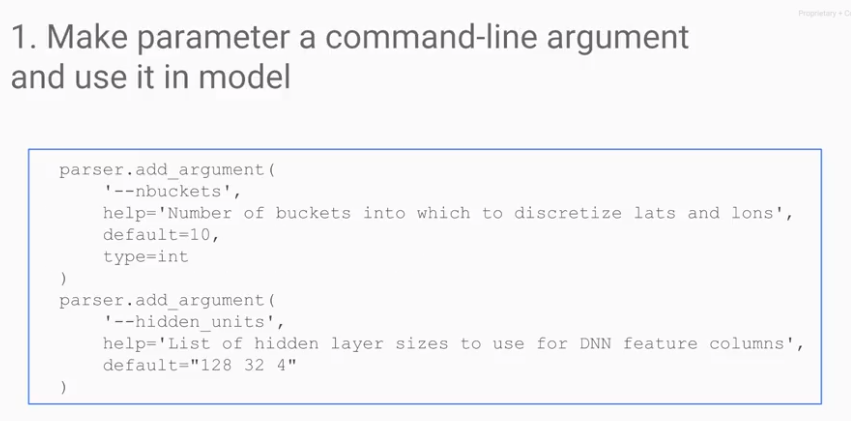 Proprietary + C
1. Make parameter a command-line argument
and use it in model
parser.add_argument(
'--nbuckets',
help='Number of buckets into which to discretize lats and lons',
default=10,
type=int
)
parser.add_argument(
'--hidden_units',
help='List of hidden layer sizes to use for DNN feature columns',
default="128 32 4"
)